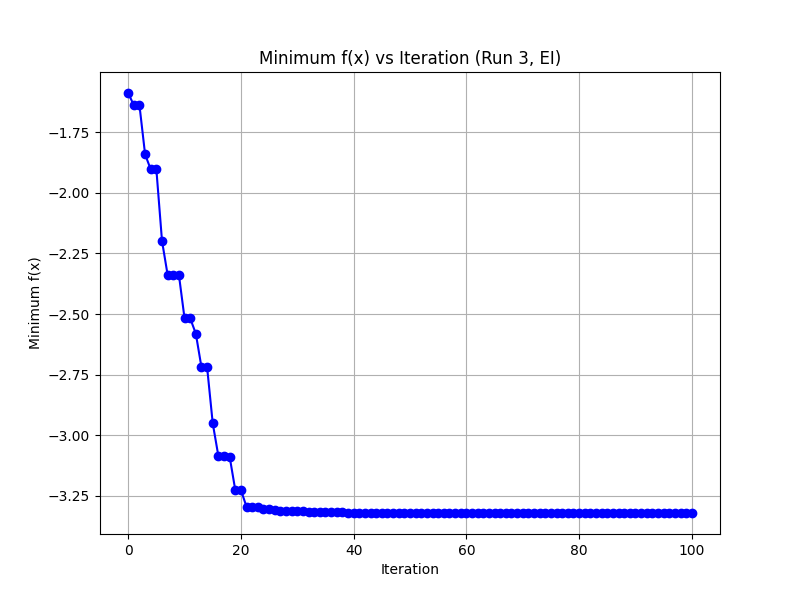 Minimum f(x) vs Iteration (Run 3, EI)
Minimum f(x)
−1.75
−2.00
−2.25
−2.50
−2.75
−3.00
−3.25
0 20 40 60 80 100
Iteration